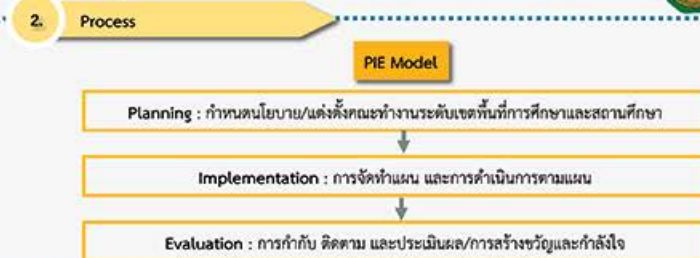 2. Process
PIE Model
Planning : กำหนดนโยบาย/แต่งตั้งคณะทำงานระดับเขตพื้นที่การศึกษาและสถานศึกษา
Implementation : การจัดทำแผน และการดำเนินการตามแผน
Evaluation : การกำกับ ติดตาม และประเมินผล/การสร้างขวัญและกำลังใจ